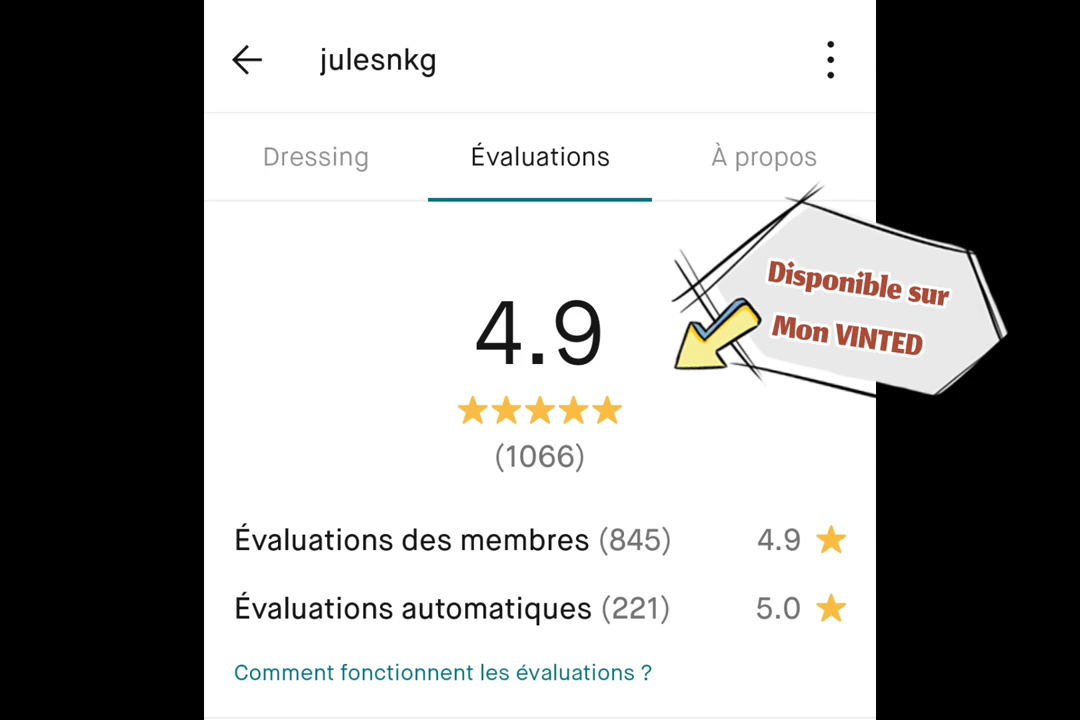 julesnkg
Dressing
Évaluations
À propos
Disponible sur
Mon VINTED
4.9
(1066)
Évaluations des membres (845) 4.9
Évaluations automatiques (221) 5.0
Comment fonctionnent les évaluations ?